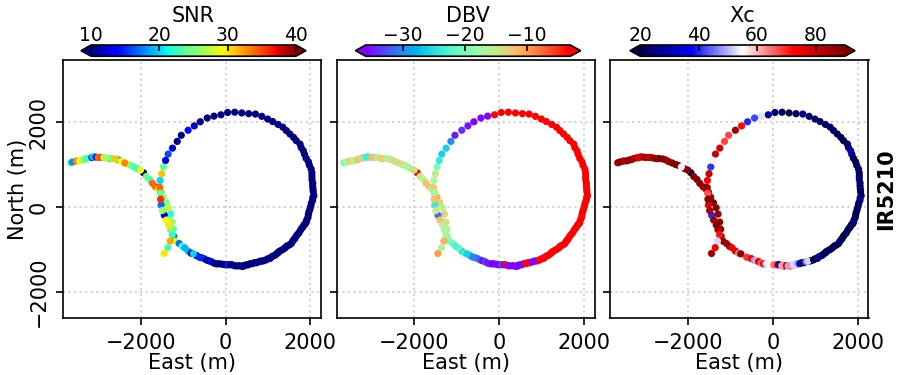 SNR DBV Xc
10 20 30 40 −30 −20 −10 20 40 60 80
North (m)
2000
0
−2000
IR5210
−2000 0 2000 −2000 0 2000 −2000 0 2000
East (m) East (m) East (m)